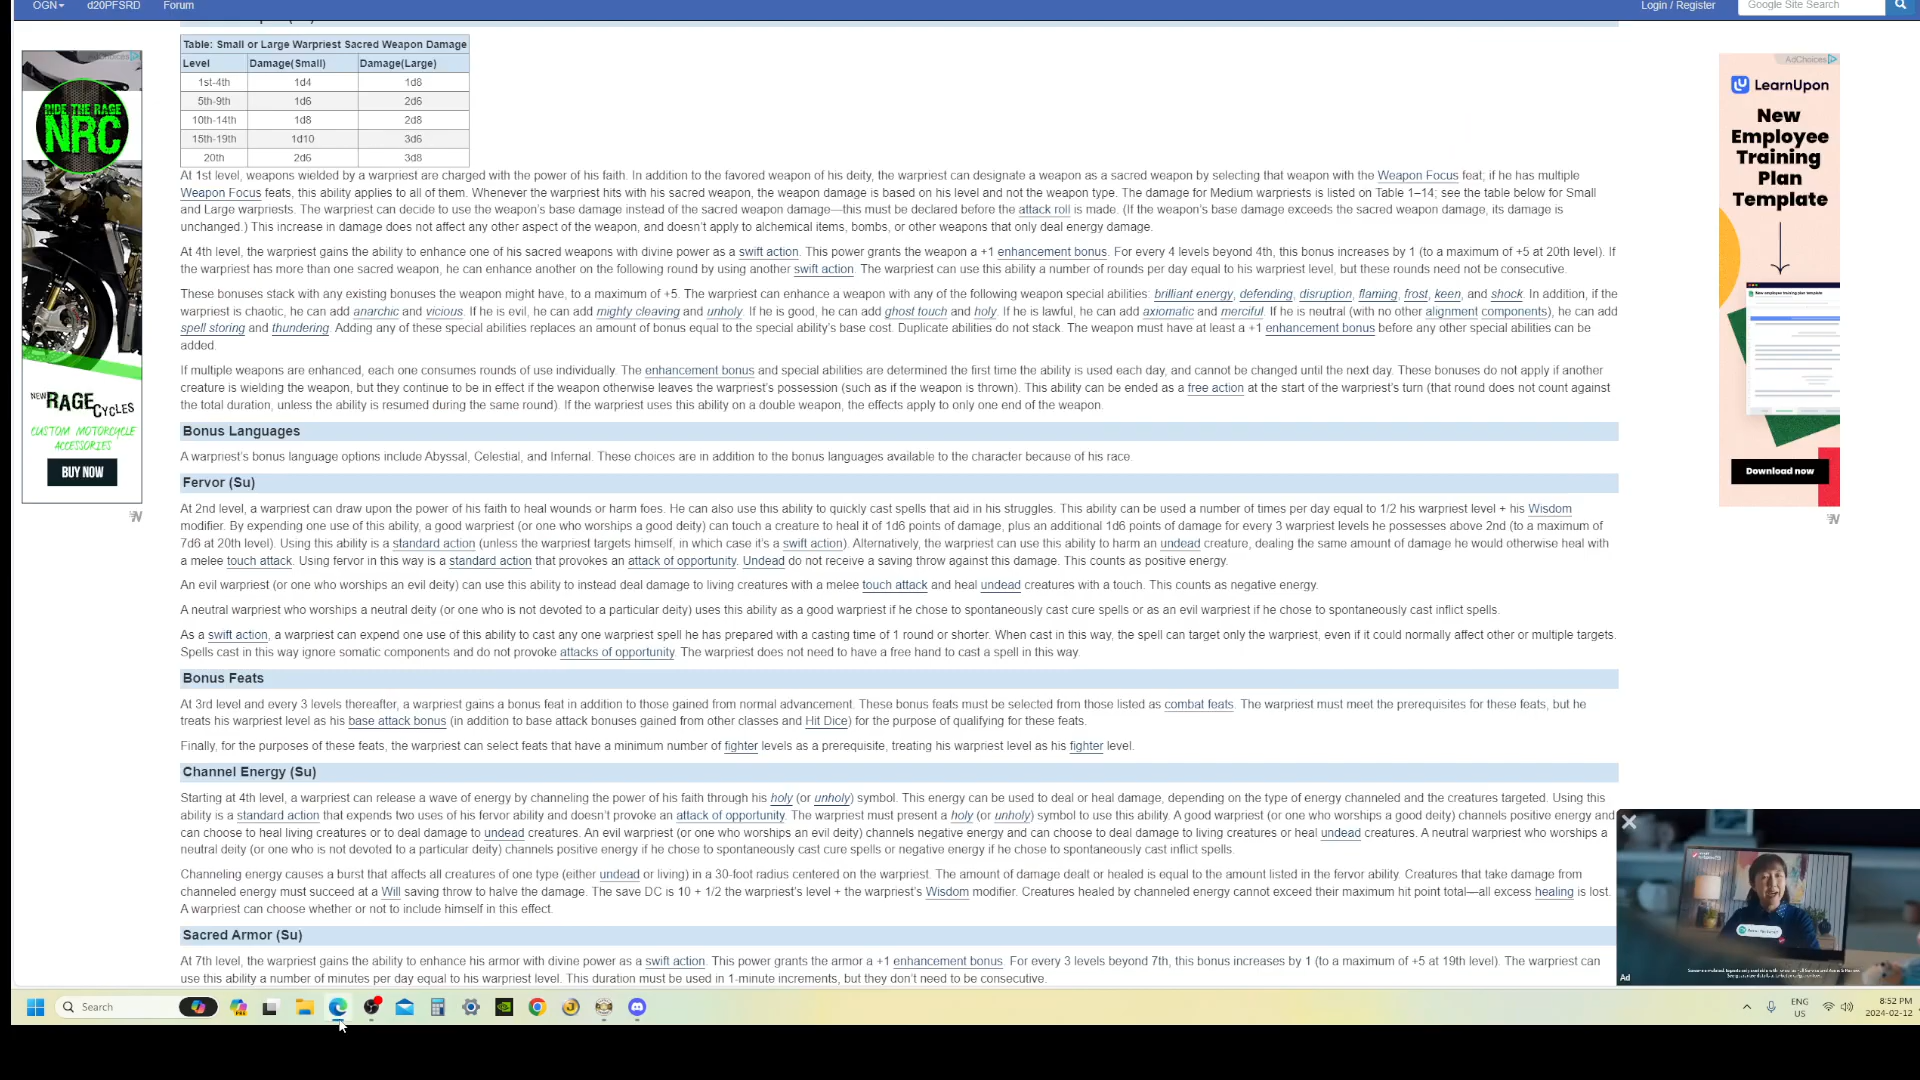 OGN
d20PFSRD
Forum
Login / Register
Google Site Search
Table: Small or Large Warpriest Sacred Weapon Damage
Level Damage(Small) Damage(Large)
1st-4th 1d4 1d8
5th-9th 1d6 2d6
10th-14th 1d8 2d8
15th-19th 1d10 3d6
20th 2d6 3d8
At 1st level, weapons wielded by a warpriest are charged with the power of his faith. In addition to the favored weapon of his deity, the warpriest can designate a weapon as a sacred weapon by selecting that weapon with the Weapon Focus feat; if he has multiple
Weapon Focus feats, this ability applies to all of them. Whenever the warpriest hits with his sacred weapon, the weapon damage is based on his level and not the weapon type. The damage for Medium warpriests is listed on Table 1–14; see the table below for Small
and Large warpriests. The warpriest can decide to use the weapon's base damage instead of the sacred weapon damage—this must be declared before the attack roll is made. (If the weapon's base damage exceeds the sacred weapon damage, its damage is
unchanged.) This increase in damage does not affect any other aspect of the weapon, and doesn't apply to alchemical items, bombs, or other weapons that only deal energy damage.
At 4th level, the warpriest gains the ability to enhance one of his sacred weapons with divine power as a swift action. This power grants the weapon a +1 enhancement bonus. For every 4 levels beyond 4th, this bonus increases by 1 (to a maximum of +5 at 20th level). If
the warpriest has more than one sacred weapon, he can enhance another on the following round by using another swift action. The warpriest can use this ability a number of rounds per day equal to his warpriest level, but these rounds need not be consecutive.
These bonuses stack with any existing bonuses the weapon might have, to a maximum of +5. The warpriest can enhance a weapon with any of the following weapon special abilities: brilliant energy, defending, disruption, flaming, frost, keen, and shock. In addition, if the
warpriest is chaotic, he can add anarchic and vicious. If he is evil, he can add mighty cleaving and unholy. If he is good, he can add ghost touch and holy. If he is lawful, he can add axiomatic and merciful. If he is neutral (with no other alignment components), he can add
spell storing and thundering. Adding any of these special abilities replaces an amount of bonus equal to the special ability's base cost. Duplicate abilities do not stack. The weapon must have at least a +1 enhancement bonus before any other special abilities can be
added.
If multiple weapons are enhanced, each one consumes rounds of use individually. The enhancement bonus and special abilities are determined the first time the ability is used each day, and cannot be changed until the next day. These bonuses do not apply if another
creature is wielding the weapon, but they continue to be in effect if the weapon otherwise leaves the warpriest's possession (such as if the weapon is thrown). This ability can be ended as a free action at the start of the warpriest's turn (that round does not count against
the total duration, unless the ability is resumed during the same round). If the warpriest uses this ability on a double weapon, the effects apply to only one end of the weapon.
Bonus Languages
A warpriest's bonus language options include Abyssal, Celestial, and Infernal. These choices are in addition to the bonus languages available to the character because of his race.
Fervor (Su)
At 2nd level, a warpriest can draw upon the power of his faith to heal wounds or harm foes. He can also use this ability to quickly cast spells that aid in his struggles. This ability can be used a number of times per day equal to 1/2 his warpriest level + his Wisdom
modifier. By expending one use of this ability, a good warpriest (or one who worships a good deity) can touch a creature to heal it of 1d6 points of damage, plus an additional 1d6 points of damage for every 3 warpriest levels he possesses above 2nd (to a maximum of
7d6 at 20th level). Using this ability is a standard action (unless the warpriest targets himself, in which case it's a swift action). Alternatively, the warpriest can use this ability to harm an undead creature, dealing the same amount of damage he would otherwise heal with
a melee touch attack. Using fervor in this way is a standard action that provokes an attack of opportunity. Undead do not receive a saving throw against this damage. This counts as positive energy.
An evil warpriest (or one who worships an evil deity) can use this ability to instead deal damage to living creatures with a melee touch attack and heal undead creatures with a touch. This counts as negative energy.
A neutral warpriest who worships a neutral deity (or one who is not devoted to a particular deity) uses this ability as a good warpriest if he chose to spontaneously cast cure spells or as an evil warpriest if he chose to spontaneously cast inflict spells.
As a swift action, a warpriest can expend one use of this ability to cast any one warpriest spell he has prepared with a casting time of 1 round or shorter. When cast in this way, the spell can target only the warpriest, even if it could normally affect other or multiple targets.
Spells cast in this way ignore somatic components and do not provoke attacks of opportunity. The warpriest does not need to have a free hand to cast a spell in this way.
Bonus Feats
At 3rd level and every 3 levels thereafter, a warpriest gains a bonus feat in addition to those gained from normal advancement. These bonus feats must be selected from those listed as combat feats. The warpriest must meet the prerequisites for these feats, but he
treats his warpriest level as his base attack bonus (in addition to base attack bonuses gained from other classes and Hit Dice) for the purpose of qualifying for these feats.
Finally, for the purposes of these feats, the warpriest can select feats that have a minimum number of fighter levels as a prerequisite, treating his warpriest level as his fighter level.
Channel Energy (Su)
Starting at 4th level, a warpriest can release a wave of energy by channeling the power of his faith through his holy (or unholy) symbol. This energy can be used to deal or heal damage, depending on the type of energy channeled and the creatures targeted. Using this
ability is a standard action that expends two uses of his fervor ability and doesn't provoke an attack of opportunity. The warpriest must present a holy (or unholy) symbol to use this ability. A good warpriest (or one who worships a good deity) channels positive energy and
can choose to heal living creatures or to deal damage to undead creatures. An evil warpriest (or one who worships an evil deity) channels negative energy and can choose to deal damage to living creatures or heal undead creatures. A neutral warpriest who worships a
neutral deity (or one who is not devoted to a particular deity) channels positive energy if he chose to spontaneously cast cure spells or negative energy if he chose to spontaneously cast inflict spells.
Channeling energy causes a burst that affects all creatures of one type (either undead or living) in a 30-foot radius centered on the warpriest. The amount of damage dealt or healed is equal to the amount listed in the fervor ability. Creatures that take damage from
channeled energy must succeed at a Will saving throw to halve the damage. The save DC is 10 + 1/2 the warpriest's level + the warpriest's Wisdom modifier. Creatures healed by channeled energy cannot exceed their maximum hit point total—all excess healing is lost.
A warpriest can choose whether or not to include himself in this effect.
Sacred Armor (Su)
At 7th level, the warpriest gains the ability to enhance his armor with divine power as a swift action. This power grants the armor a +1 enhancement bonus. For every 3 levels beyond 7th, this bonus increases by 1 (to a maximum of +5 at 19th level). The warpriest can
use this ability a number of minutes per day equal to his warpriest level. This duration must be used in 1-minute increments, but they don't need to be consecutive.
RIDE THE RAGE
NRC
NEW RAGE CYCLES
CUSTOM MOTORCYCLE
ACCESSORIES
BUY NOW
AdChoices
LearnUpon
New
Employee
Training
Plan
Template
Download now
Ad
Search
ENG
US
8:52 PM
2024-02-12